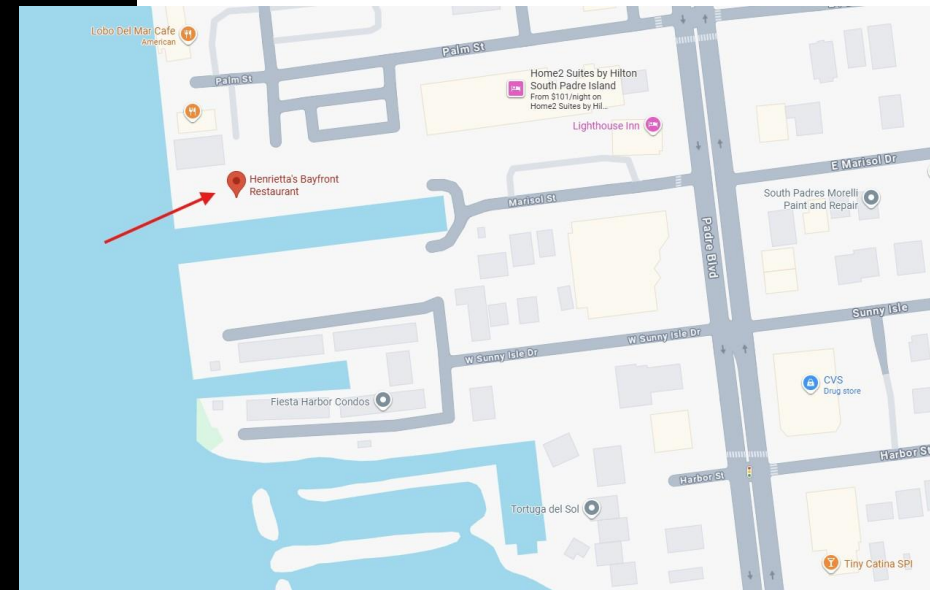 Lobo Del Mar Cafe
American
Palm St
Palm St
Home2 Suites by Hilton
South Padre Island
From $101/night on
Home2 Suites by Hil...
Lighthouse Inn
E Marisol Dr
Henrietta's Bayfront
Restaurant
Marisol St
South Padres Morelli
Paint and Repair
Padre Blvd
Sunny Isle
W Sunny Isle Dr
W Sunny Isle Dr
CVS
Drug store
Fiesta Harbor Condos
Harbor St
Harbor St
Tortuga del Sol
Tiny Catina SPI